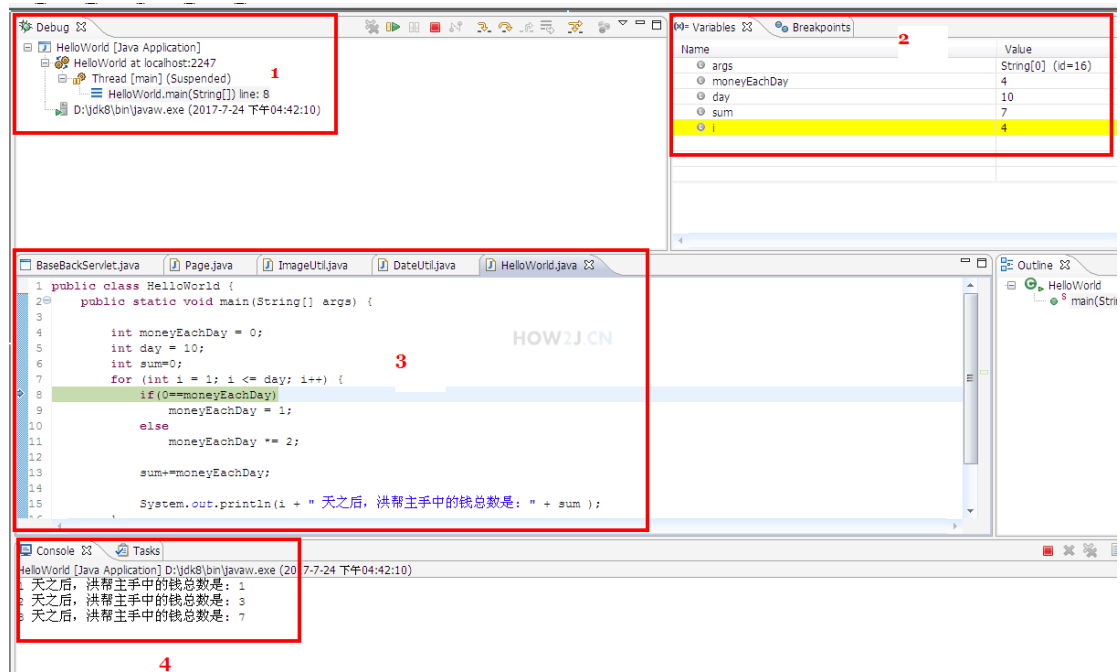 Debug
HelloWorld [Java Application]
HelloWorld at localhost:2247
Thread [main] (Suspended)
HelloWorld.main(String[]) line: 8
D:\jdk8\bin\javaw.exe (2017-7-24 下午04:42:10)
1
(x)= Variables
Breakpoints
2
Name Value
args String[0] (id=16)
moneyEachDay 4
day 10
sum 7
i 4
BaseBackServlet.java Page.java ImageUtil.java DateUtil.java HelloWorld.java
1 public class HelloWorld {
2 public static void main(String[] args) {
3
4 int moneyEachDay = 0;
5 int day = 10;
6 int sum=0;
7 for (int i = 1; i <= day; i++) {
8 if(0==moneyEachDay)
9 moneyEachDay = 1;
10 else
11 moneyEachDay *= 2;
12
13 sum+=moneyEachDay;
14
15 System.out.println(i + " 天之后，洪帮主手中的钱总数是：" + sum );
HOW2J.CN
3
Outline
HelloWorld
Console Tasks
HelloWorld [Java Application] D:\jdk8\bin\javaw.exe (2017-7-24 下午04:42:10)
1 天之后，洪帮主手中的钱总数是：1
2 天之后，洪帮主手中的钱总数是：3
3 天之后，洪帮主手中的钱总数是：7
4